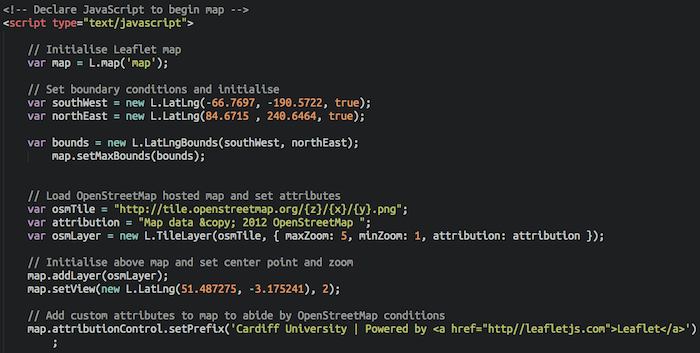 <!-- Declare JavaScript to begin map -->
<script type="text/javascript">
// Initialise Leaflet map
var map = L.map('map');
// Set boundary conditions and initialise
var southWest = new L.LatLng(-66.7697, -190.5722, true);
var northEast = new L.LatLng(84.6715 , 240.6464, true);
var bounds = new L.LatLngBounds(southWest, northEast);
map.setMaxBounds(bounds);
// Load OpenStreetMap hosted map and set attributes
var osmTile = "http://tile.openstreetmap.org/{z}/{x}/{y}.png";
var attribution = "Map data &copy; 2012 OpenStreetMap ";
var osmLayer = new L.TileLayer(osmTile, { maxZoom: 5, minZoom: 1, attribution: attribution });
// Initialise above map and set center point and zoom
map.addLayer(osmLayer);
map.setView(new L.LatLng(51.487275, -3.175241), 2);
// Add custom attributes to map to abide by OpenStreetMap conditions
map.attributionControl.setPrefix('Cardiff University | Powered by <a href="http//leafletjs.com">Leaflet</a>')
;